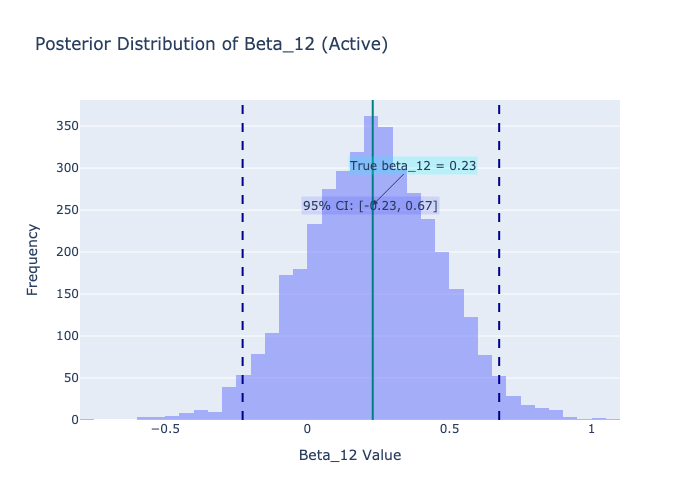 Posterior Distribution of Beta_12 (Active)
350
300
250
200
150
100
50
0
Frequency
True beta_12 = 0.23
95% CI: [-0.23, 0.67]
−0.5
0
0.5
1
Beta_12 Value